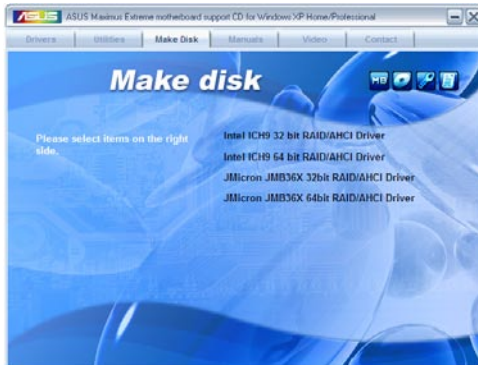 ASUS ASUS Maximus Extreme motherboard support CD for Windows XP Home/Professional
Drivers Utilities Make Disk Manuals Video Contact
Make disk
Please select items on the right side.
Intel ICH9 32 bit RAID/AHCI Driver
Intel ICH9 64 bit RAID/AHCI Driver
JMicron JMB36X 32bit RAID/AHCI Driver
JMicron JMB36X 64bit RAID/AHCI Driver